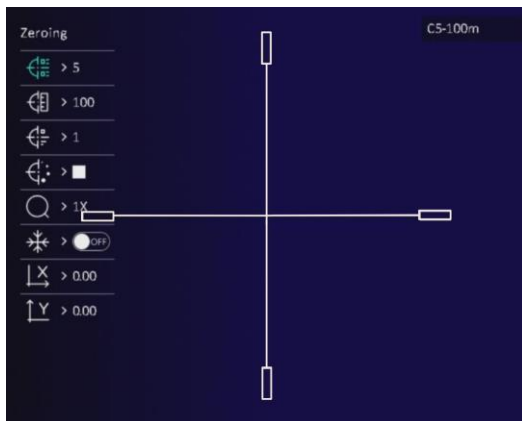 Zeroing
C5-100m
> 5
> 100
> 1
>
> 1X
> OFF
X > 0.00
Y > 0.00